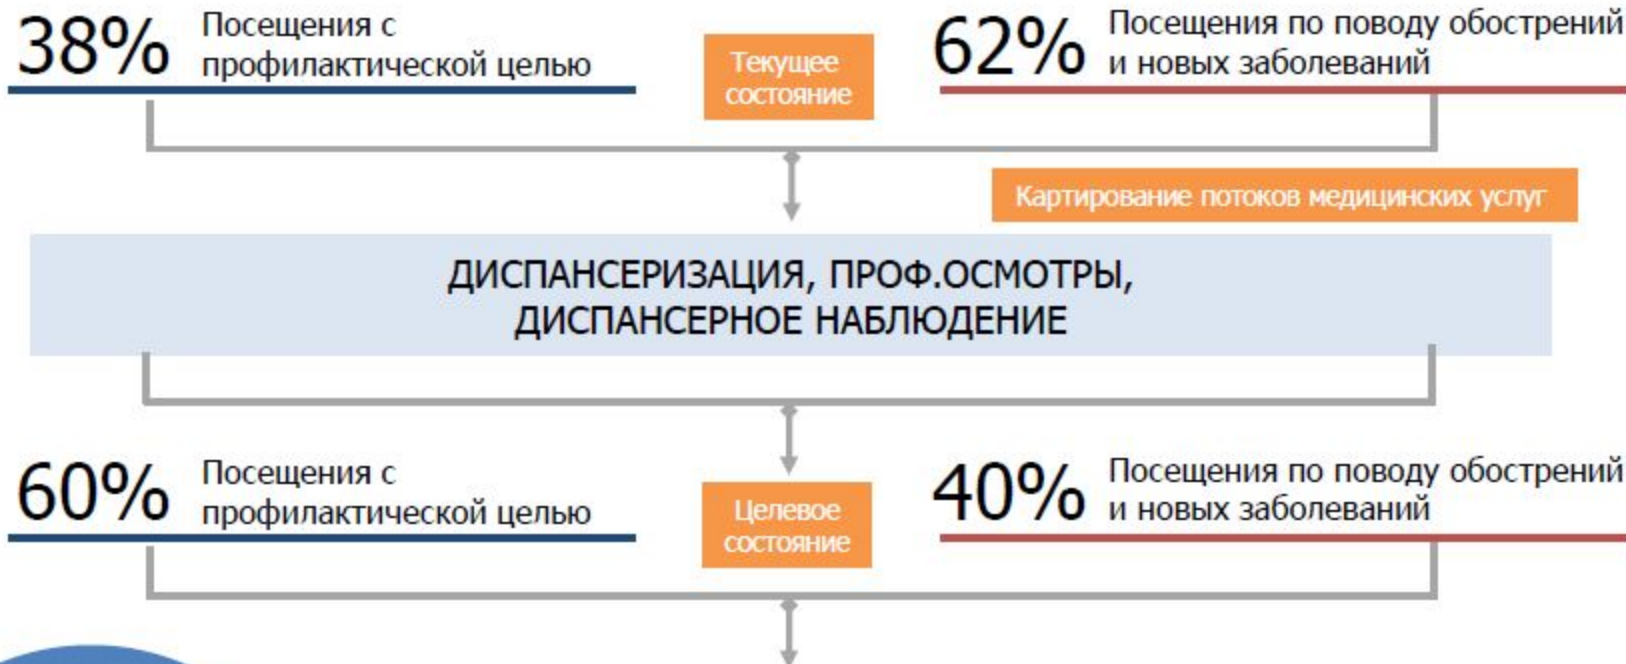 38%
Посещения с
профилактической целью
Текущее
состояние
62%
Посещения по поводу обострений
и новых заболеваний
Картирование потоков медицинских услуг
ДИСПАНСЕРИЗАЦИЯ, ПРОФ.ОСМОТРЫ,
ДИСПАНСЕРНОЕ НАБЛЮДЕНИЕ
60%
Посещения с
профилактической целью
Целевое
состояние
40%
Посещения по поводу обострений
и новых заболеваний